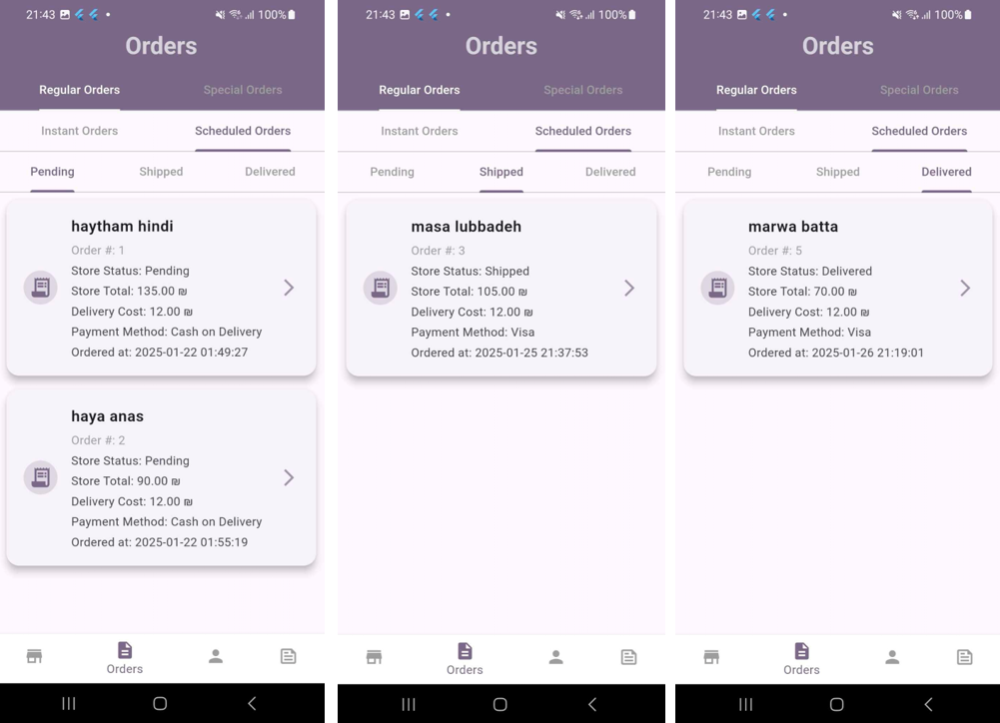 21:43
100%
Orders
Regular Orders
Special Orders
Instant Orders
Scheduled Orders
Pending
Shipped
Delivered
haytham hindi
Order #: 1
Store Status: Pending
Store Total: 135.00 ₪
Delivery Cost: 12.00 ₪
Payment Method: Cash on Delivery
Ordered at: 2025-01-22 01:49:27
haya anas
Order #: 2
Store Status: Pending
Store Total: 90.00 ₪
Delivery Cost: 12.00 ₪
Payment Method: Cash on Delivery
Ordered at: 2025-01-22 01:55:19
Orders
21:43
100%
Orders
Regular Orders
Special Orders
Instant Orders
Scheduled Orders
Pending
Shipped
Delivered
masa lubbadeh
Order #: 3
Store Status: Shipped
Store Total: 105.00 ₪
Delivery Cost: 12.00 ₪
Payment Method: Visa
Ordered at: 2025-01-25 21:37:53
Orders
21:43
100%
Orders
Regular Orders
Special Orders
Instant Orders
Scheduled Orders
Pending
Shipped
Delivered
marwa batta
Order #: 5
Store Status: Delivered
Store Total: 70.00 ₪
Delivery Cost: 12.00 ₪
Payment Method: Visa
Ordered at: 2025-01-26 21:19:01
Orders